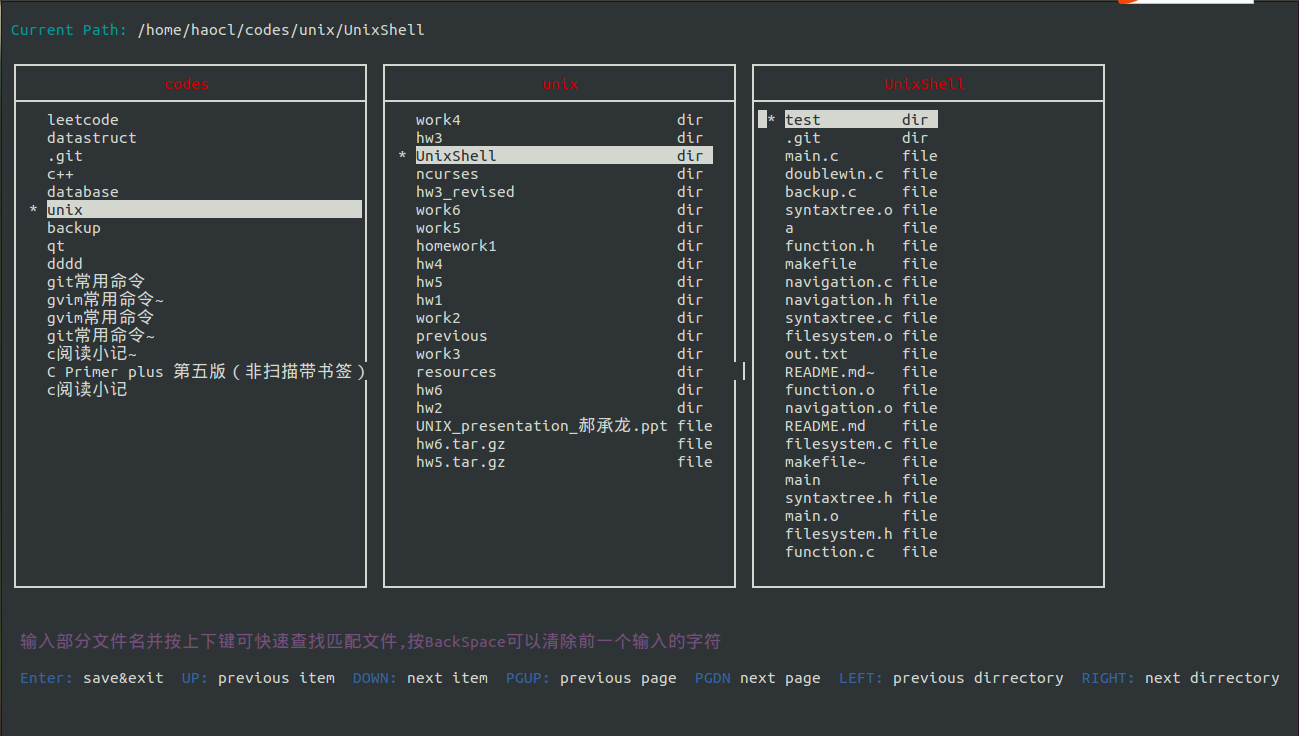 Current Path: /home/haocl/codes/unix/UnixShell
codes
leetcode
datastruct
.git
c++
database
* unix
backup
qt
dddd
git常用命令
gvim常用命令~
gvim常用命令
git常用命令~
c阅读小记~
C Primer plus 第五版（非扫描带书签）
c阅读小记
unix
work4 dir
hw3 dir
* UnixShell dir
ncurses dir
hw3_revised dir
work6 dir
work5 dir
homework1 dir
hw4 dir
hw5 dir
hw1 dir
work2 dir
previous dir
work3 dir
resources dir
hw6 dir
hw2 dir
UNIX_presentation_郝承龙.ppt file
hw6.tar.gz file
hw5.tar.gz file
UnixShell
* test dir
.git dir
main.c file
doublewin.c file
backup.c file
syntaxtree.o file
a file
function.h file
makefile file
navigation.c file
navigation.h file
syntaxtree.c file
filesystem.o file
out.txt file
README.md~ file
function.o file
navigation.o file
README.md file
filesystem.c file
makefile~ file
main file
syntaxtree.h file
main.o file
filesystem.h file
function.c file
输入部分文件名并按上下键可快速查找匹配文件,按BackSpace可以清除前一个输入的字符
Enter: save&exit UP: previous item DOWN: next item PGUP: previous page PGDN next page LEFT: previous dirrectory RIGHT: next dirrectory